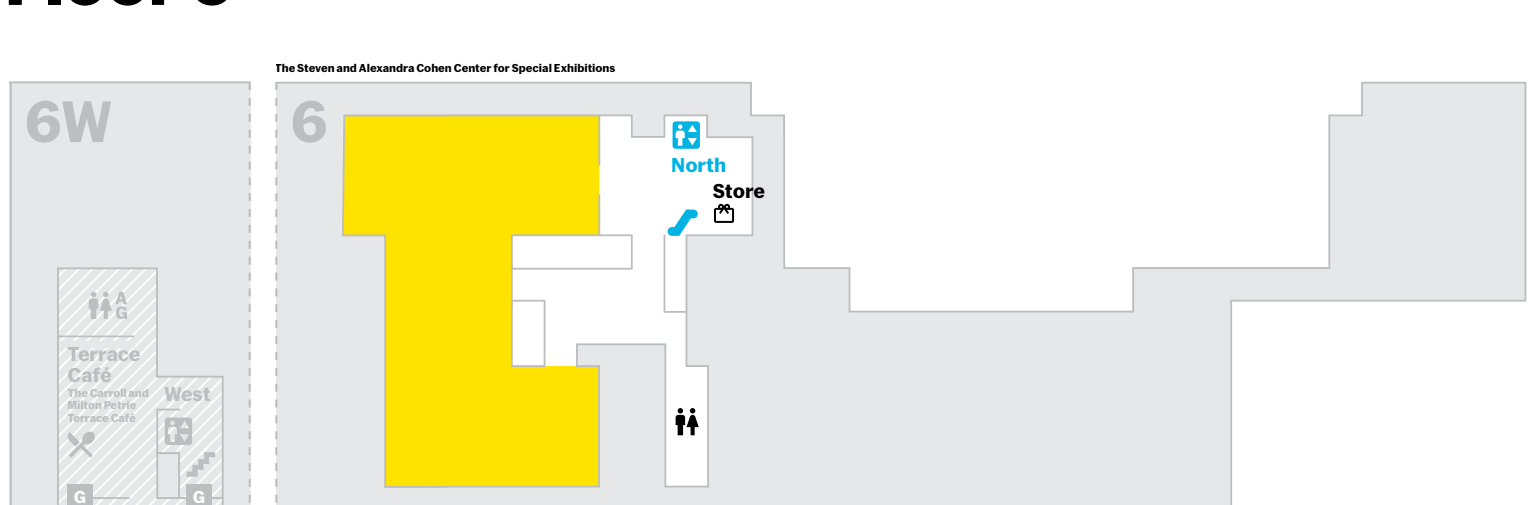 The Steven and Alexandra Cohen Center for Special Exhibitions
6W
6
North
Store
A
G
Terrace
Café
The Carroll and
Milton Petrie
Terrace Café
West
G
G